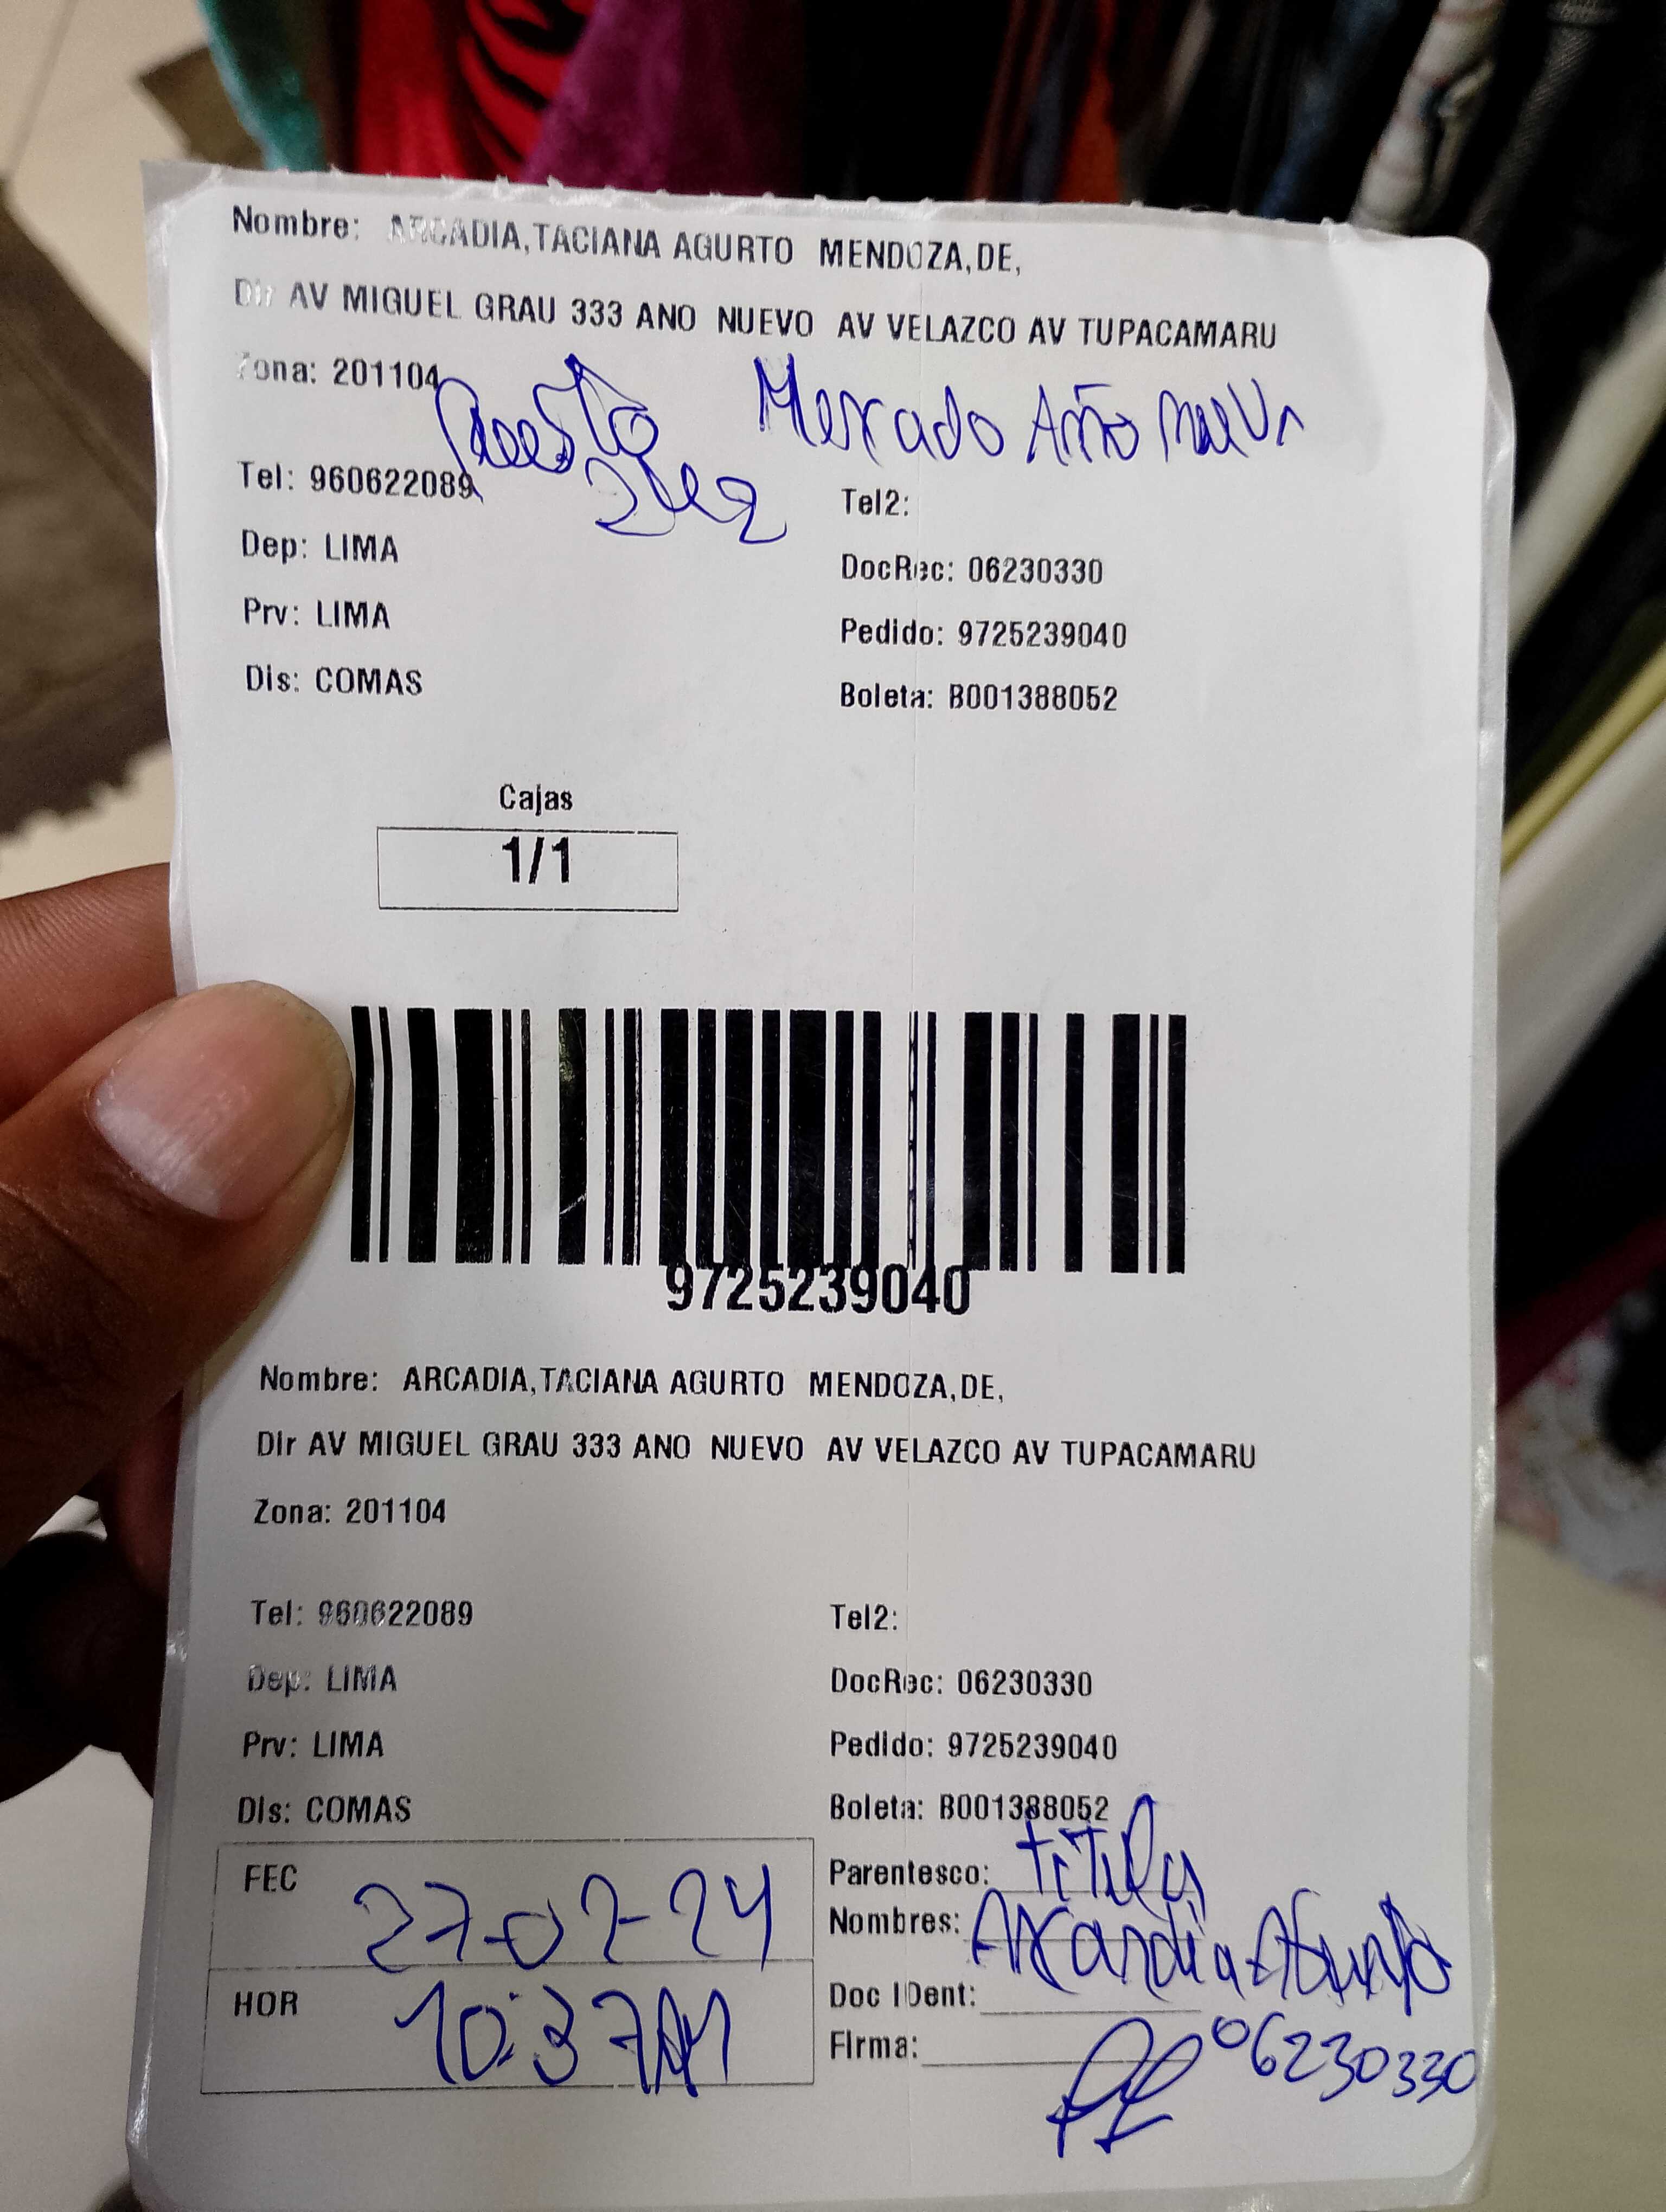 Nombre: ARCADIA,TACIANA AGURTO MENDOZA,DE,
Dir AV MIGUEL GRAU 333 ANO NUEVO AV VELAZCO AV TUPACAMARU
Zona: 201104
Puesto Mercado Año nuevo
Tel: 960622089 Tel2:
Dep: LIMA DocRec: 06230330
Prv: LIMA Pedido: 9725239040
Dis: COMAS Boleta: B001388052
Cajas
1/1
9725239040
Nombre: ARCADIA,TACIANA AGURTO MENDOZA,DE,
Dir AV MIGUEL GRAU 333 ANO NUEVO AV VELAZCO AV TUPACAMARU
Zona: 201104
Tel: 960622089 Tel2:
Dep: LIMA DocRec: 06230330
Prv: LIMA Pedido: 9725239040
Dis: COMAS Boleta: B001388052
FEC 27-02-24
Parentesco: titular
Nombres: Arcardia Agurto
HOR 10:37AM
Doc IDent: 06230330
Firma: